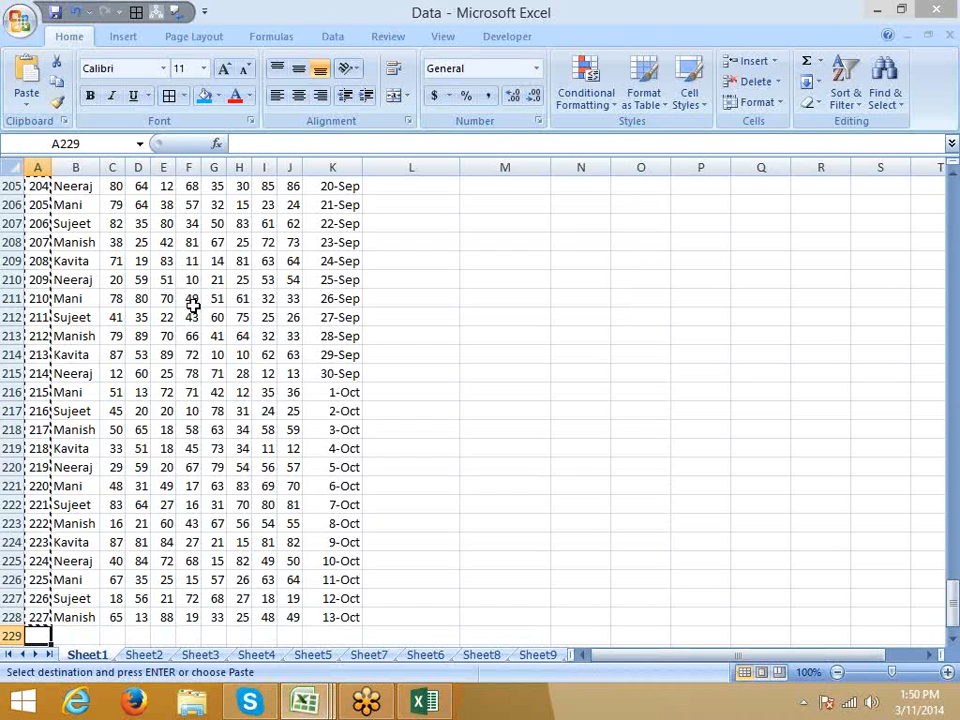 Data - Microsoft Excel
Home Insert Page Layout Formulas Data Review View Developer
Paste Calibri 11 A A General Conditional Formatting Format as Table Cell Styles Insert Delete Format Sort & Filter Find & Select
B I U A $ % , .0 .00 .00 .0 Σ
Clipboard Font Alignment Number Styles Cells Editing
A229 fx
A B C D E F G H I J K L M N O P Q R S T
205 204 Neeraj 80 64 12 68 35 30 85 86 20-Sep
206 205 Mani 79 64 38 57 32 15 23 24 21-Sep
207 206 Sujeet 82 35 80 34 50 83 61 62 22-Sep
208 207 Manish 38 25 42 81 67 25 72 73 23-Sep
209 208 Kavita 71 19 83 11 14 81 63 64 24-Sep
210 209 Neeraj 20 59 51 10 21 25 53 54 25-Sep
211 210 Mani 78 80 70 51 61 32 33 26-Sep
212 211 Sujeet 41 35 22 43 60 75 25 26 27-Sep
213 212 Manish 79 89 70 66 41 64 32 33 28-Sep
214 213 Kavita 87 53 89 72 10 10 62 63 29-Sep
215 214 Neeraj 12 60 25 78 71 28 12 13 30-Sep
216 215 Mani 51 13 72 71 42 12 35 36 1-Oct
217 216 Sujeet 45 20 20 10 78 31 24 25 2-Oct
218 217 Manish 50 65 18 58 63 34 58 59 3-Oct
219 218 Kavita 33 51 18 45 73 34 11 12 4-Oct
220 219 Neeraj 29 59 20 67 79 54 56 57 5-Oct
221 220 Mani 48 31 49 17 63 83 69 70 6-Oct
222 221 Sujeet 83 64 27 16 31 70 80 81 7-Oct
223 222 Manish 16 21 60 43 67 56 54 55 8-Oct
224 223 Kavita 87 81 84 27 21 15 81 82 9-Oct
225 224 Neeraj 40 84 72 68 15 82 49 50 10-Oct
226 225 Mani 67 35 25 15 57 26 63 64 11-Oct
227 226 Sujeet 18 56 21 72 68 27 18 19 12-Oct
228 227 Manish 65 13 88 19 33 25 48 49 13-Oct
229
Sheet1 Sheet2 Sheet3 Sheet4 Sheet5 Sheet7 Sheet6 Sheet8 Sheet9
Select destination and press ENTER or choose Paste 100%
1:50 PM
3/11/2014